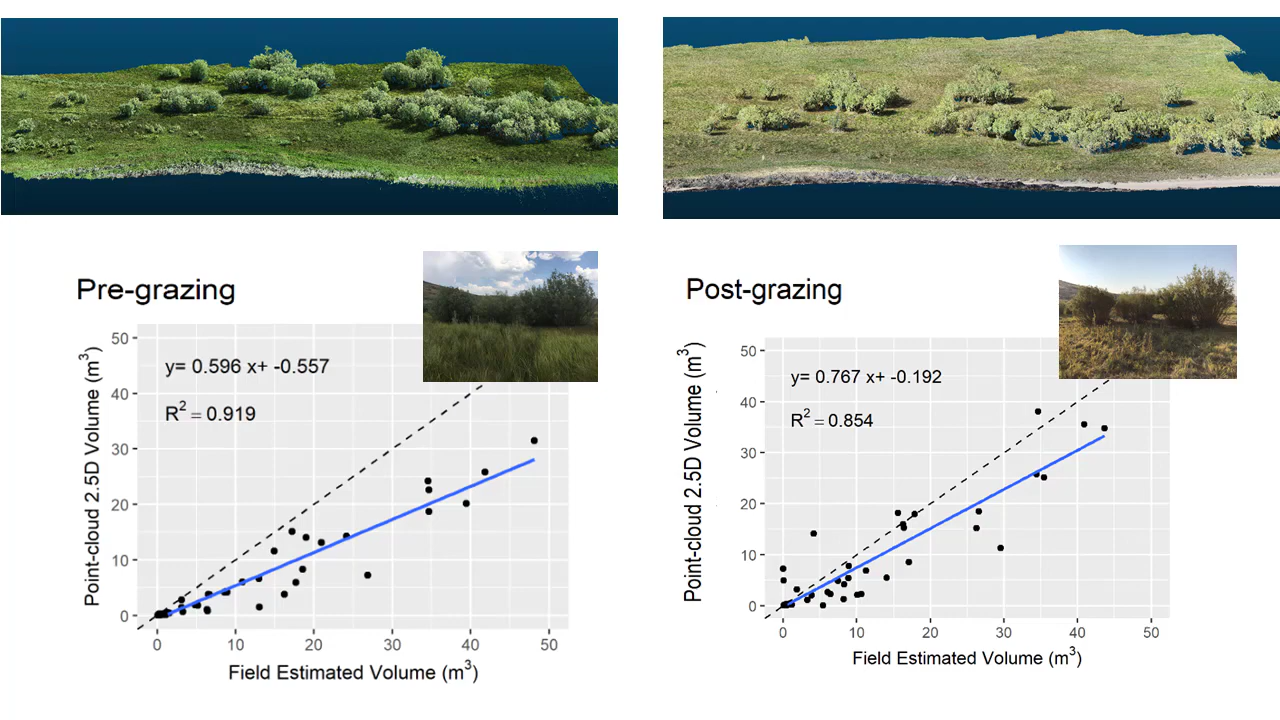 Pre-grazing
y= 0.596 x+ -0.557
R² = 0.919
Point-cloud 2.5D Volume (m³)
50
40
30
20
10
0
0 10 20 30 40 50
Field Estimated Volume (m³)
Post-grazing
y= 0.767 x+ -0.192
R² = 0.854
Point-cloud 2.5D Volume (m³)
50
40
30
20
10
0
0 10 20 30 40 50
Field Estimated Volume (m³)